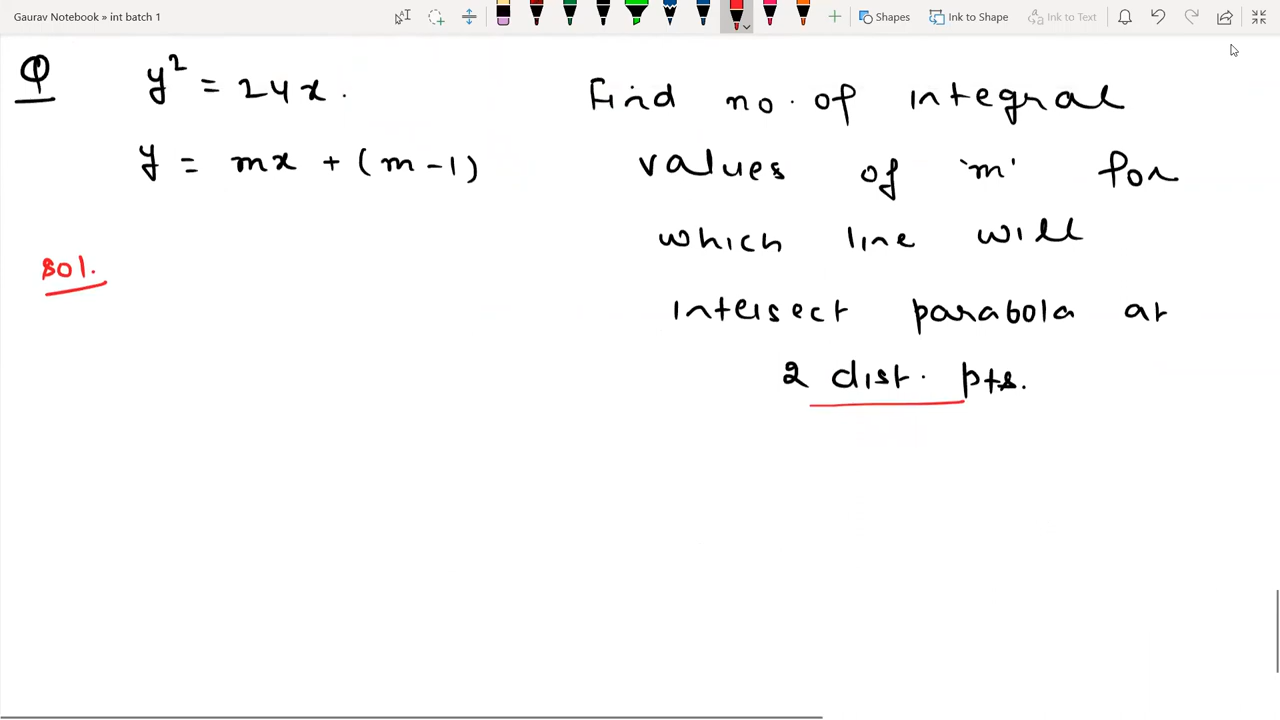 Gaurav Notebook » int batch 1
Shapes
Ink to Shape
Ink to Text
Q
y² = 24x.
y = mx + (m-1)
Find no. of integral
values of 'm' for
which line will
intersect parabola at
2 dist. pts.
sol.